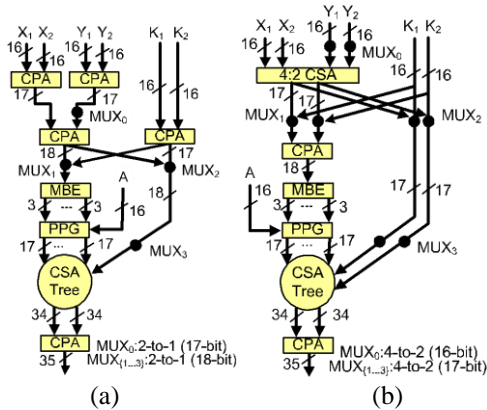 X1 X2 Y1 Y2 K1 K2
16 16 16 16
CPA CPA
16 16
17 17
MUX0
CPA CPA
18 17
MUX1 MUX2
A 18
MBE
3 --- 3 16
PPG
17 ... 17
MUX3
CSA
Tree
34 34
CPA
35
MUX0:2-to-1 (17-bit)
MUX{1...3}:2-to-1 (18-bit)
(a)
X1 X2 Y1 Y2 K1 K2
16 16 16 16
MUX0
4:2 CSA
16 16
17 17
MUX1 MUX2
CPA
18
A
16
MBE
3 --- 3
17 17
PPG
17 ... 17
MUX3
CSA
Tree
34 34
CPA
35
MUX0:4-to-2 (16-bit)
MUX{1...3}:4-to-2 (17-bit)
(b)